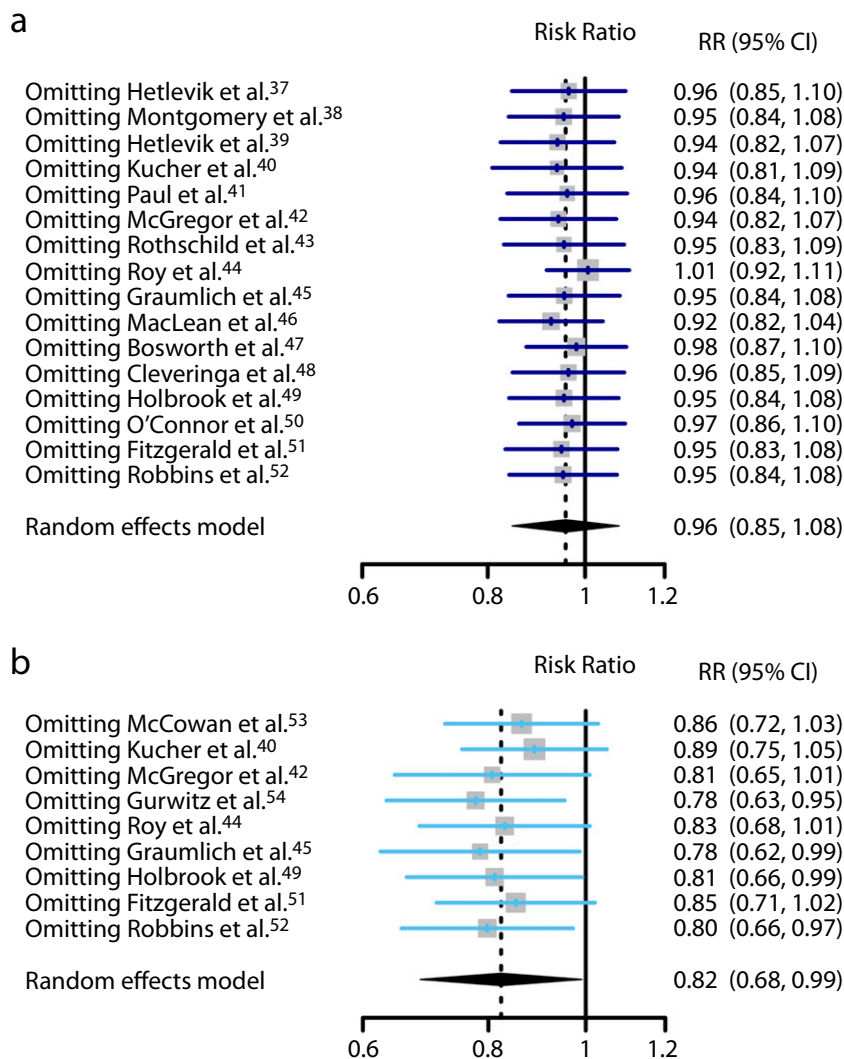 a
Risk Ratio RR (95% CI)
Omitting Hetlevik et al.37 0.96 (0.85, 1.10)
Omitting Montgomery et al.38 0.95 (0.84, 1.08)
Omitting Hetlevik et al.39 0.94 (0.82, 1.07)
Omitting Kucher et al.40 0.94 (0.81, 1.09)
Omitting Paul et al.41 0.96 (0.84, 1.10)
Omitting McGregor et al.42 0.94 (0.82, 1.07)
Omitting Rothschild et al.43 0.95 (0.83, 1.09)
Omitting Roy et al.44 1.01 (0.92, 1.11)
Omitting Graumlich et al.45 0.95 (0.84, 1.08)
Omitting MacLean et al.46 0.92 (0.82, 1.04)
Omitting Bosworth et al.47 0.98 (0.87, 1.10)
Omitting Cleveringa et al.48 0.96 (0.85, 1.09)
Omitting Holbrook et al.49 0.95 (0.84, 1.08)
Omitting O'Connor et al.50 0.97 (0.86, 1.10)
Omitting Fitzgerald et al.51 0.95 (0.83, 1.08)
Omitting Robbins et al.52 0.95 (0.84, 1.08)
Random effects model 0.96 (0.85, 1.08)
0.6 0.8 1 1.2
b
Risk Ratio RR (95% CI)
Omitting McCowan et al.53 0.86 (0.72, 1.03)
Omitting Kucher et al.40 0.89 (0.75, 1.05)
Omitting McGregor et al.42 0.81 (0.65, 1.01)
Omitting Gurwitz et al.54 0.78 (0.63, 0.95)
Omitting Roy et al.44 0.83 (0.68, 1.01)
Omitting Graumlich et al.45 0.78 (0.62, 0.99)
Omitting Holbrook et al.49 0.81 (0.66, 0.99)
Omitting Fitzgerald et al.51 0.85 (0.71, 1.02)
Omitting Robbins et al.52 0.80 (0.66, 0.97)
Random effects model 0.82 (0.68, 0.99)
0.6 0.8 1 1.2